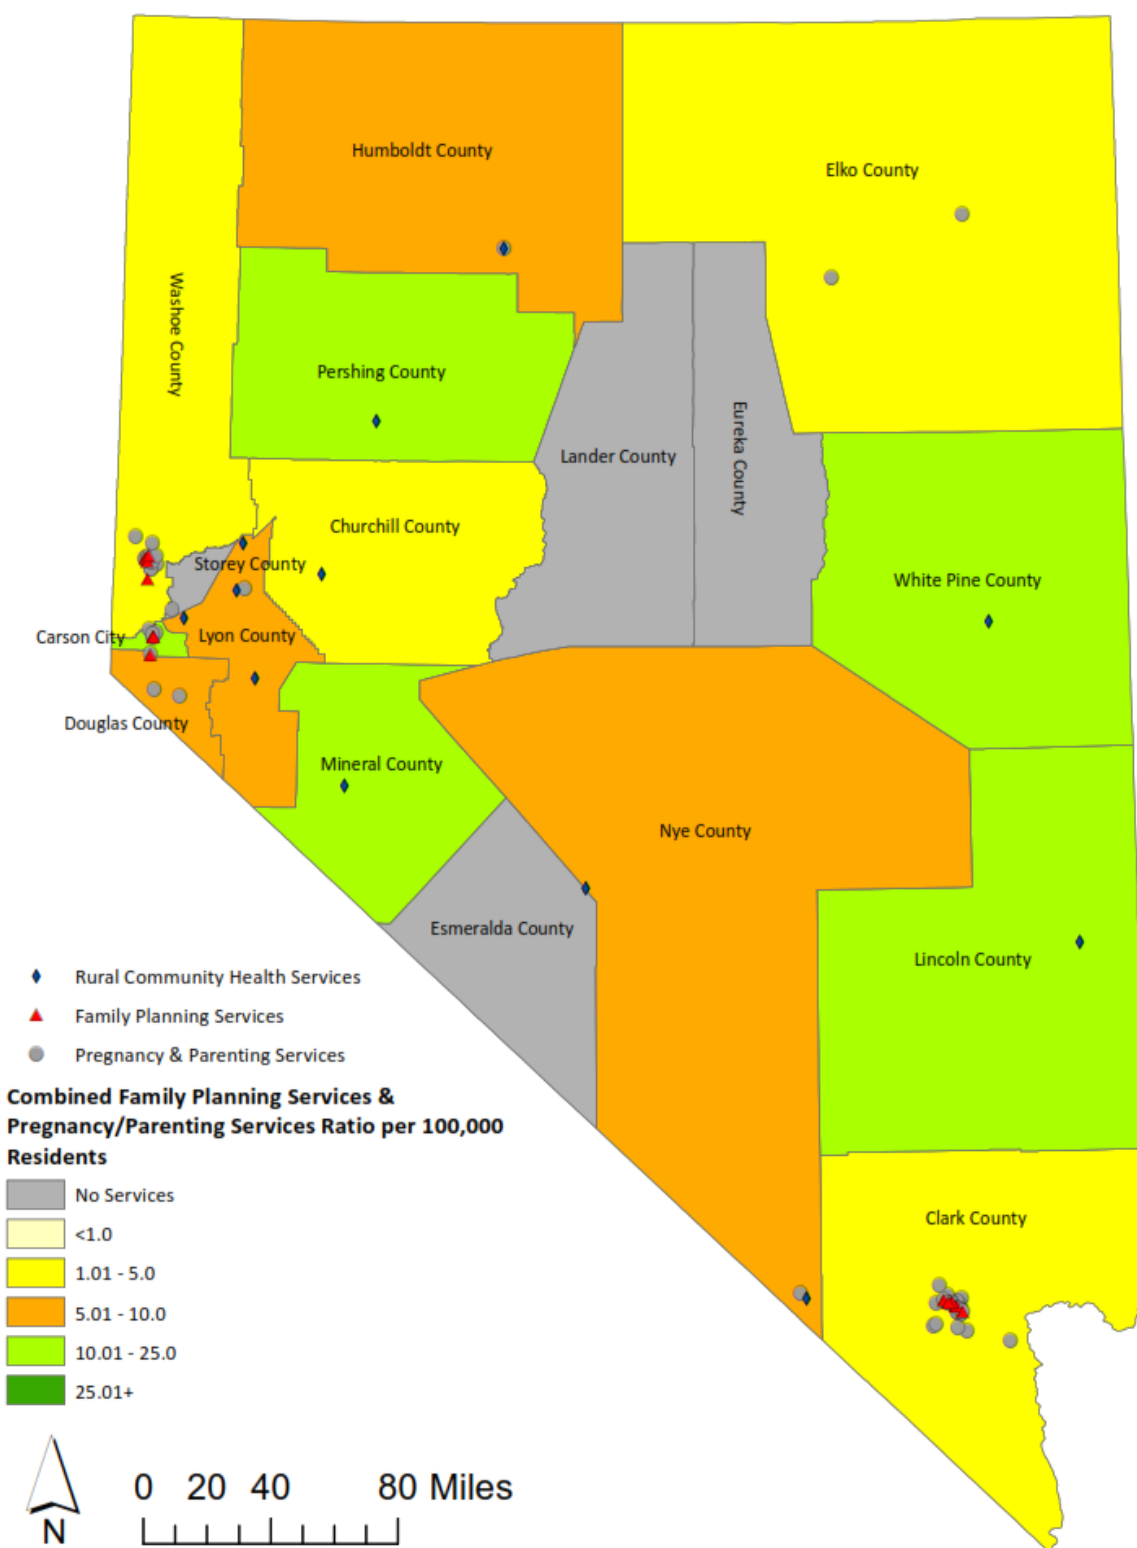 Humboldt County
Elko County
Washoe County
Pershing County
Eureka County
Lander County
Churchill County
Storey County
White Pine County
Carson City
Lyon County
Douglas County
Mineral County
Nye County
Esmeralda County
Lincoln County
Rural Community Health Services
Family Planning Services
Pregnancy & Parenting Services
Combined Family Planning Services &
Pregnancy/Parenting Services Ratio per 100,000
Residents
No Services
<1.0
1.01 - 5.0
5.01 - 10.0
10.01 - 25.0
25.01+
Clark County
0 20 40 80 Miles
N